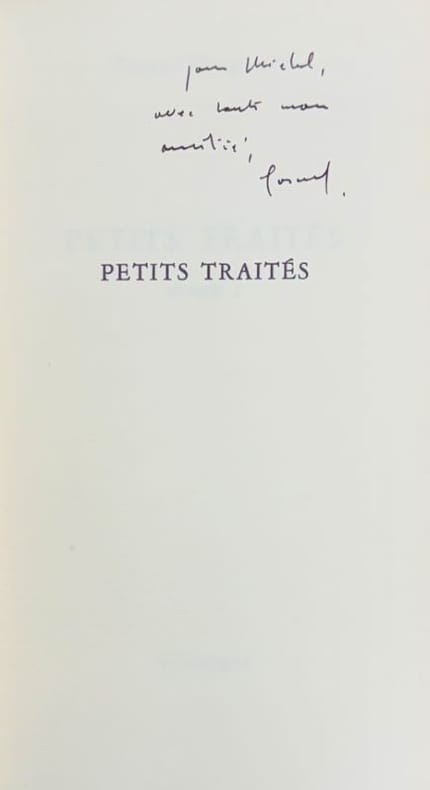 pour Michel,
avec toute mon
amitié,
Pascal.
PETITS TRAITÉS